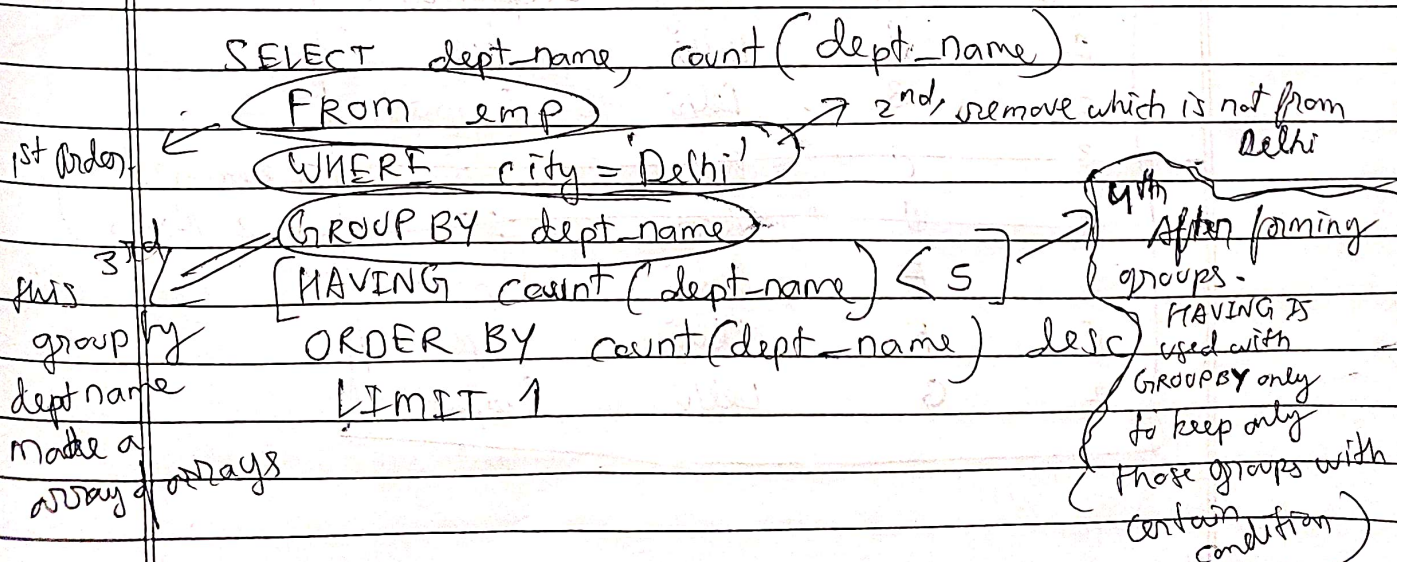 SELECT dept_name, count(dept_name).
FROM emp
WHERE city = 'Delhi'
GROUP BY dept_name
[HAVING count(dept_name) < 5]
ORDER BY count(dept_name) desc
LIMIT 1
1st Order.
2nd, remove which is not from
Delhi
3rd
this
group by
dept name
make a
array of arrays
4th
After forming
groups.
HAVING IS
used with
GROUPBY only
to keep only
those groups with
certain
condition)